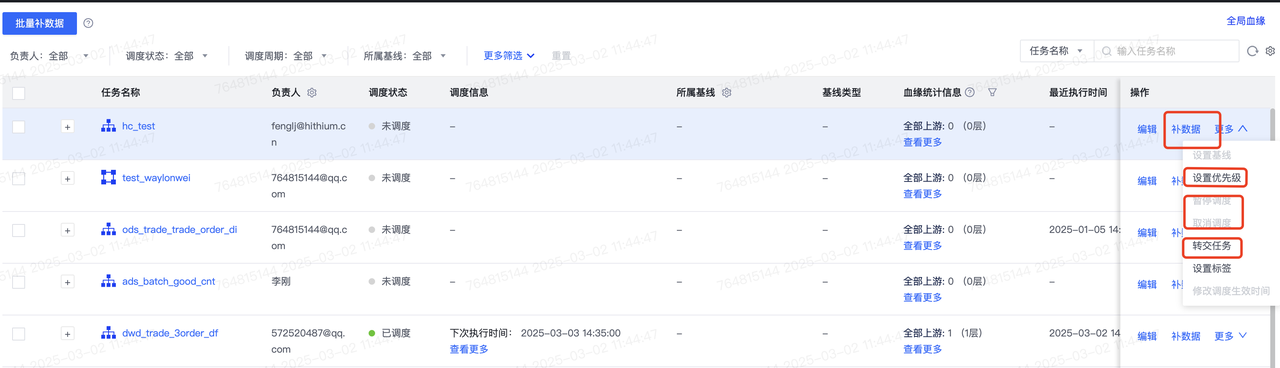 批量补数据
全局血缘
负责人： 全部 调度状态： 全部 调度周期： 全部 所属基线： 全部 更多筛选 重置 任务名称 输入任务名称
任务名称 负责人 调度状态 调度信息 所属基线 基线类型 血缘统计信息 最近执行时间 操作
+ hc_test fenglj@hithium.cn 未调度 – – – 全部上游: 0 (0层) – 编辑 补数据 更多
查看更多
设置基线
设置优先级
暂停调度
取消调度
转交任务
设置标签
修改调度生效时间
+ test_waylonwei 764815144@qq.com 未调度 – – – 全部上游: 0 (0层) – 编辑 补
查看更多
+ ods_trade_trade_order_di 764815144@qq.com 未调度 – – – 全部上游: 0 (0层) 2025-01-05 14: 编辑 补
查看更多
+ ads_batch_good_cnt 李刚 未调度 – – – 全部上游: 0 (0层) – 编辑 补
查看更多
+ dwd_trade_3order_df 572520487@qq.com 已调度 下次执行时间： 2025-03-03 14:35:00 – – 全部上游: 1 (1层) 2025-03-02 14 编辑 补数据 更多
查看更多 查看更多
764815144 2025-03-02 11:44:47